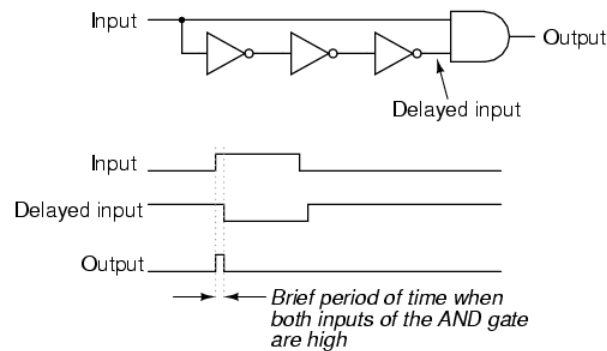 Input
Output
Delayed input
Input
Delayed input
Output
Brief period of time when
both inputs of the AND gate
are high